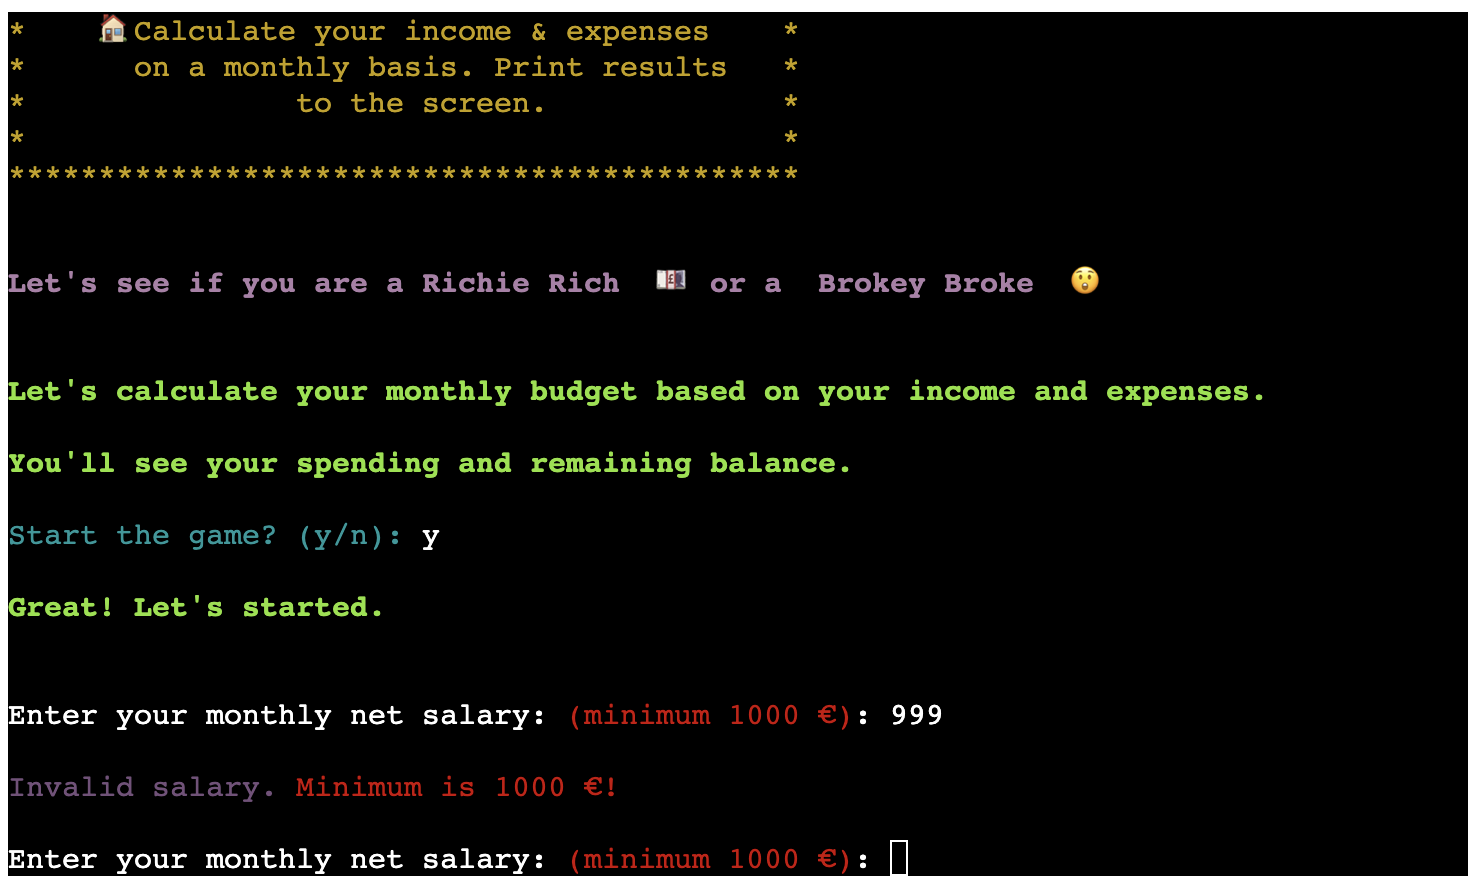 * 🏠Calculate your income & expenses *
* on a monthly basis. Print results *
* to the screen. *
* *
********************************************
Let's see if you are a Richie Rich 💷 or a Brokey Broke 😲
Let's calculate your monthly budget based on your income and expenses.
You'll see your spending and remaining balance.
Start the game? (y/n): y
Great! Let's started.
Enter your monthly net salary: (minimum 1000 €): 999
Invalid salary. Minimum is 1000 €!
Enter your monthly net salary: (minimum 1000 €):